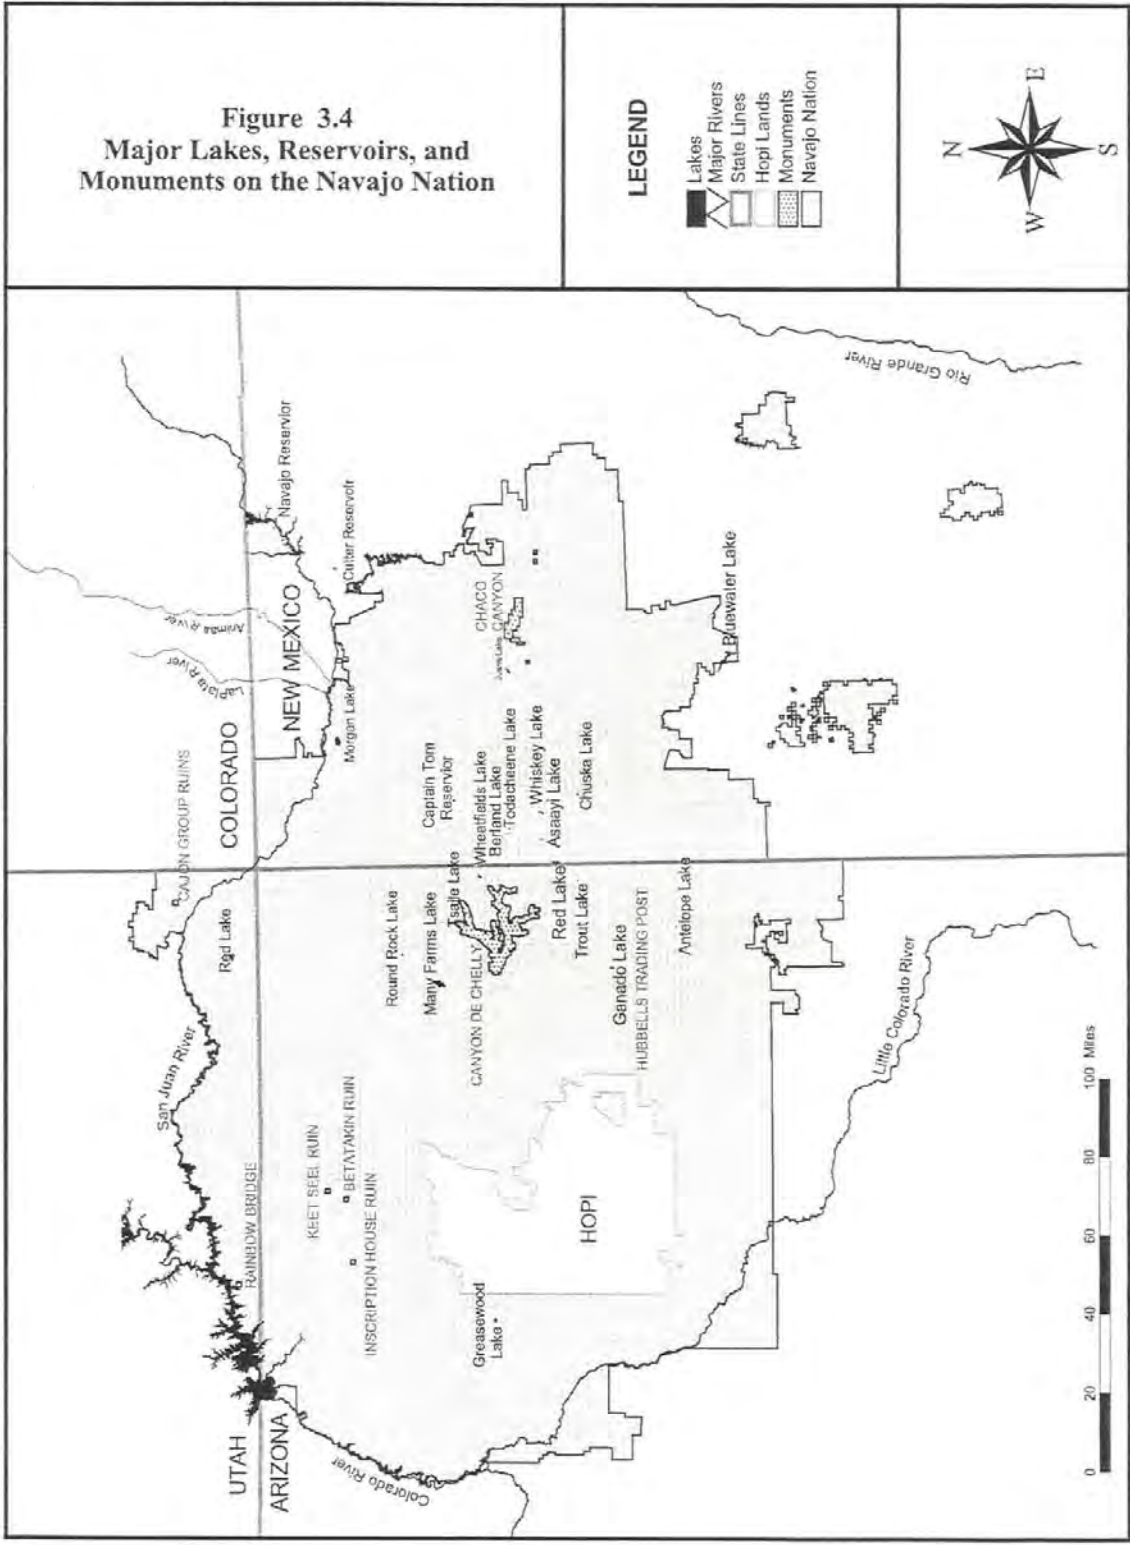 Figure 3.4
Major Lakes, Reservoirs, and
Monuments on the Navajo Nation
LEGEND
Lakes
Major Rivers
State Lines
Hopi Lands
Monuments
Navajo Nation
N
W
E
S
UTAH
ARIZONA
COLORADO
NEW MEXICO
San Juan River
RAINBOW BRIDGE
Colorado River
Red Lake
CAJON GROUP RUINS
LaPlata River
Animas River
Navajo Reservior
Cutter Reservoir
Morgan Lake
KEET SEEL RUIN
BETATAKIN RUIN
INSCRIPTION HOUSE RUIN
Greasewood
Lake
HOPI
Round Rock Lake
Many Farms Lake
Tsaile Lake
CANYON DE CHELLY
Captain Tom
Reservior
Wheatfields Lake
Berland Lake
Todacheene Lake
Whiskey Lake
Asaayi Lake
Red Lake
Trout Lake
Chuska Lake
CHACO
CANYON
Ganado Lake
HUBBELLS TRADING POST
Antelope Lake
Bluewater Lake
Rio Grande River
Little Colorado River
0 20 40 60 80 100 Miles